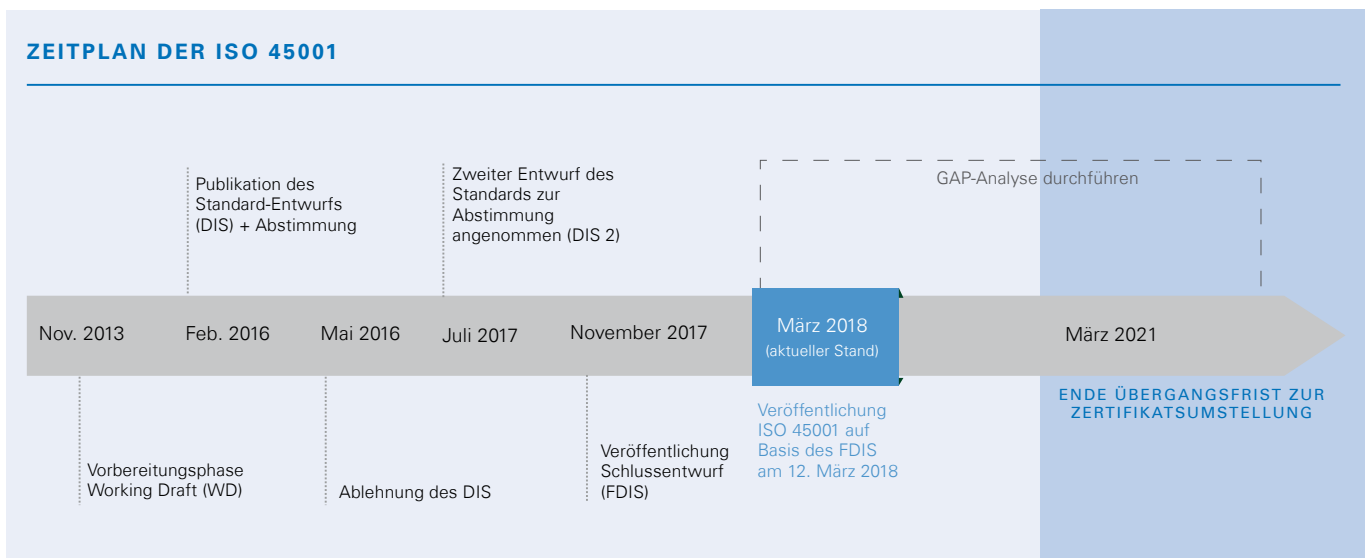 ZEITPLAN DER ISO 45001
Publikation des
Standard-Entwurfs
(DIS) + Abstimmung
Zweiter Entwurf des
Standards zur
Abstimmung
angenommen (DIS 2)
GAP-Analyse durchführen
Nov. 2013
Feb. 2016
Mai 2016
Juli 2017
November 2017
März 2018
(aktueller Stand)
März 2021
Vorbereitungsphase
Working Draft (WD)
Ablehnung des DIS
Veröffentlichung
Schlussentwurf
(FDIS)
Veröffentlichung
ISO 45001 auf
Basis des FDIS
am 12. März 2018
ENDE ÜBERGANGSFRIST ZUR
ZERTIFIKATSUMSTELLUNG